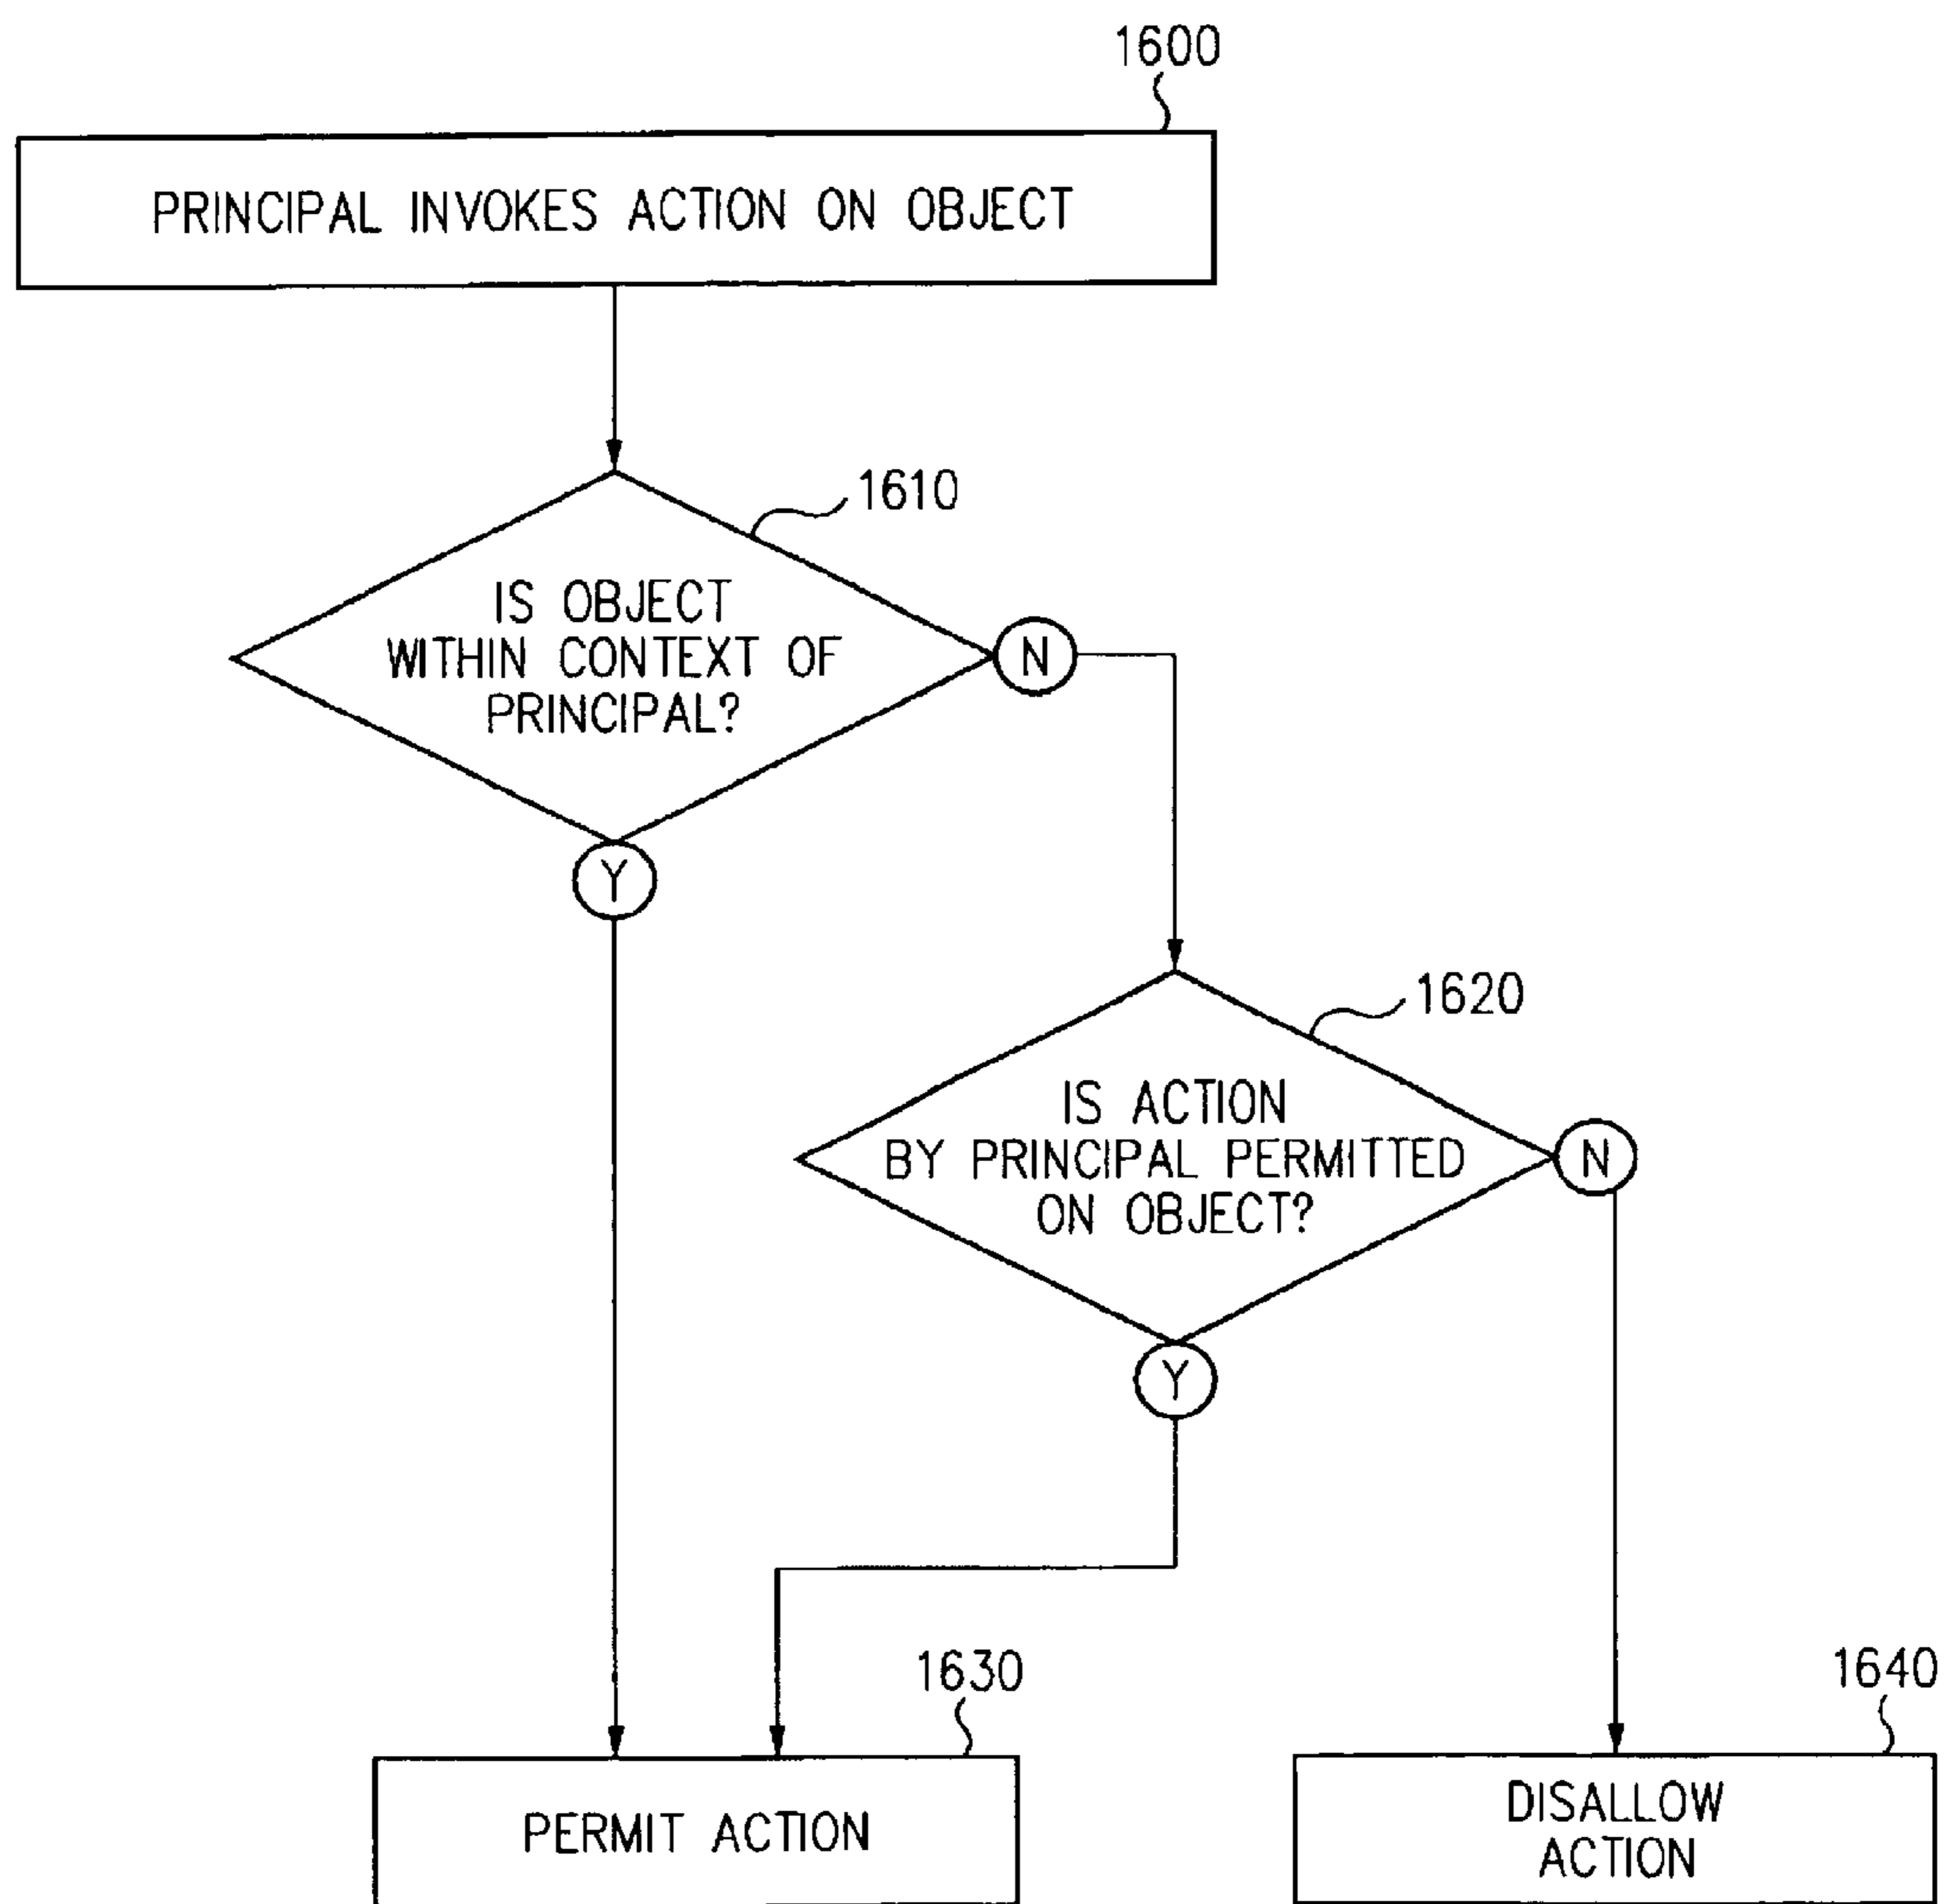 1600
PRINCIPAL INVOKES ACTION ON OBJECT
1610
IS OBJECT
WITHIN CONTEXT OF
PRINCIPAL?
N
Y
1620
IS ACTION
BY PRINCIPAL PERMITTED
ON OBJECT?
N
Y
1630
PERMIT ACTION
1640
DISALLOW
ACTION